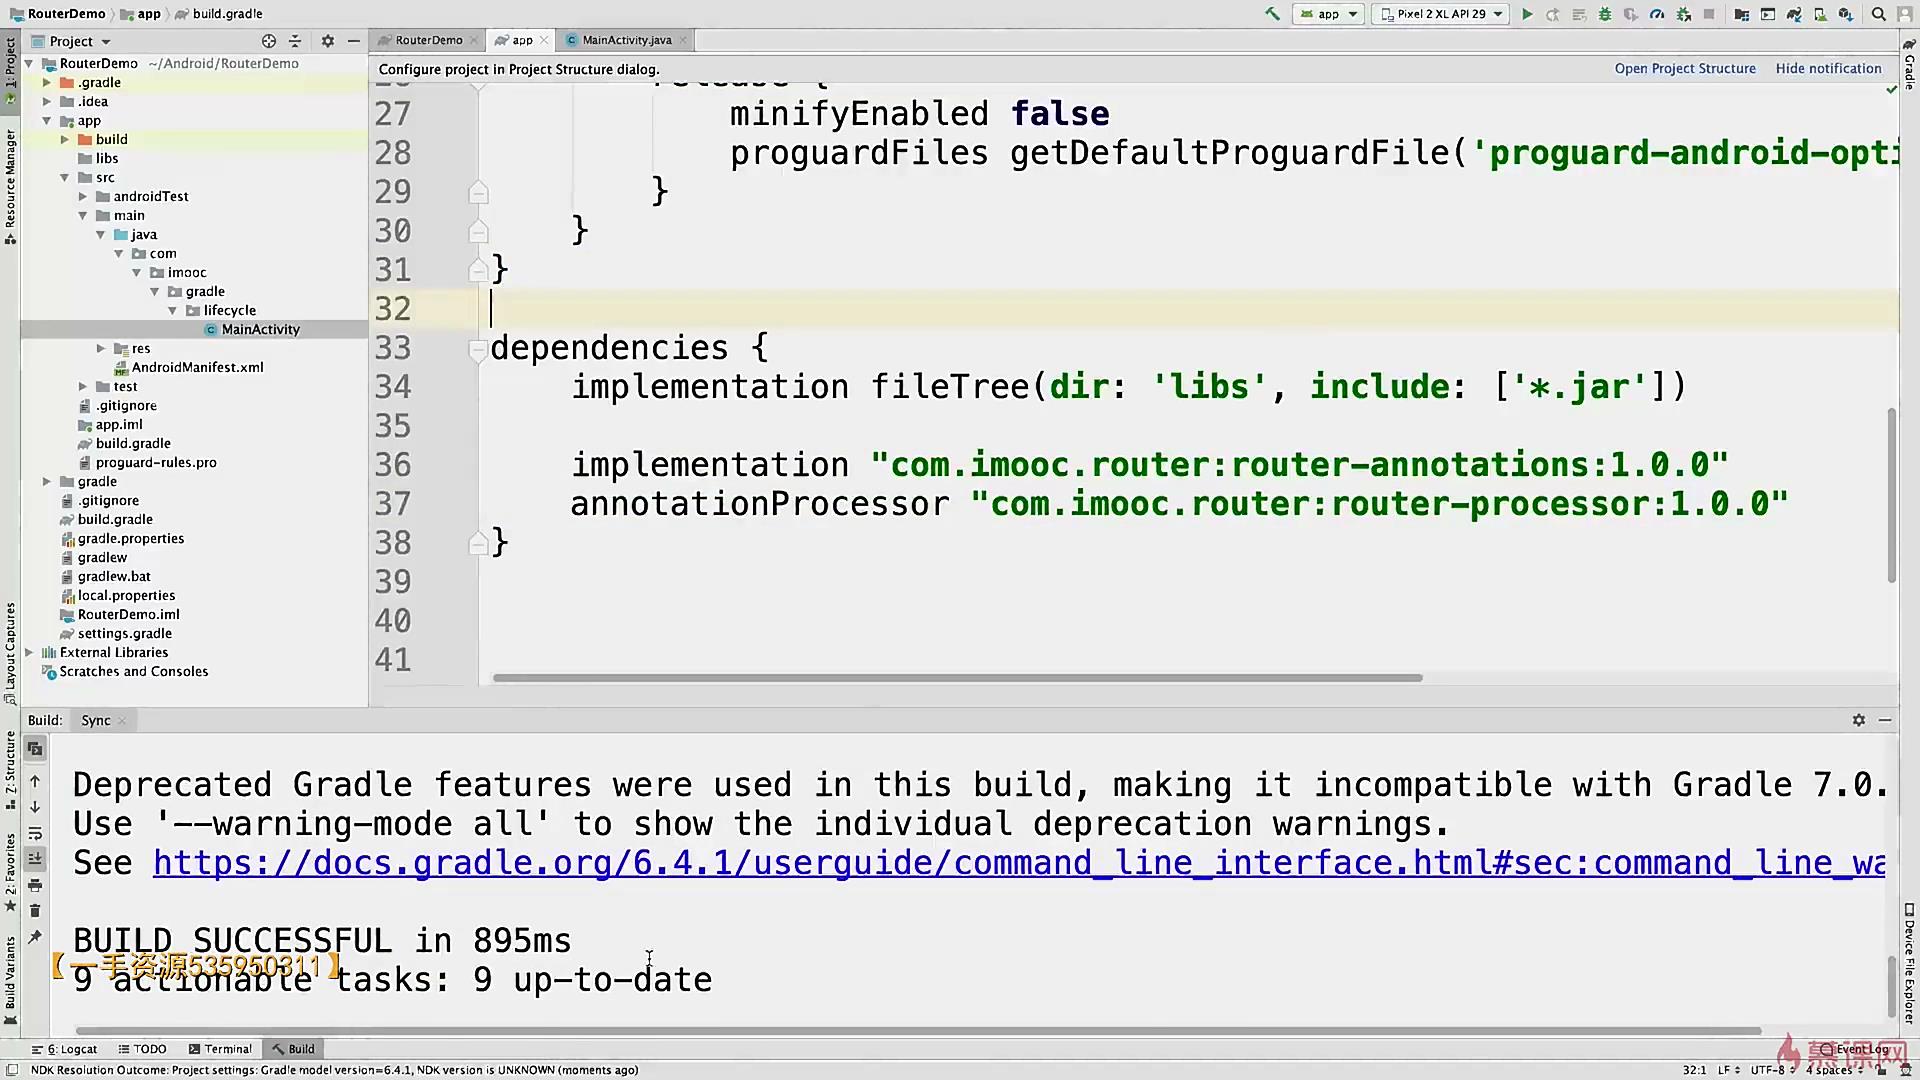 RouterDemo app build.gradle
app Pixel 2 XL API 29
Project
RouterDemo app MainActivity.java
Configure project in Project Structure dialog. Open Project Structure Hide notification
RouterDemo ~/Android/RouterDemo
.gradle
.idea
app
build
libs
src
androidTest
main
java
com
imooc
gradle
lifecycle
MainActivity
res
AndroidManifest.xml
test
.gitignore
app.iml
build.gradle
proguard-rules.pro
gradle
.gitignore
build.gradle
gradle.properties
gradlew
gradlew.bat
local.properties
RouterDemo.iml
settings.gradle
External Libraries
Scratches and Consoles
release {
27 minifyEnabled false
28 proguardFiles getDefaultProguardFile('proguard-android-opti
29 }
30 }
31 }
32
33 dependencies {
34 implementation fileTree(dir: 'libs', include: ['*.jar'])
35
36 implementation "com.imooc.router:router-annotations:1.0.0"
37 annotationProcessor "com.imooc.router:router-processor:1.0.0"
38 }
39
40
41
Build: Sync
Deprecated Gradle features were used in this build, making it incompatible with Gradle 7.0.
Use '--warning-mode all' to show the individual deprecation warnings.
See https://docs.gradle.org/6.4.1/userguide/command_line_interface.html#sec:command_line_wa
BUILD SUCCESSFUL in 895ms
【一手资源535950311】
9 actionable tasks: 9 up-to-date
6: Logcat TODO Terminal Build Event Log
慕课网
NDK Resolution Outcome: Project settings: Gradle model version=6.4.1, NDK version is UNKNOWN (moments ago) 32:1 LF UTF-8 4 spaces
1: Project
Resource Manager
Layout Captures
Z: Structure
2: Favorites
Build Variants
Gradle
Device File Explorer